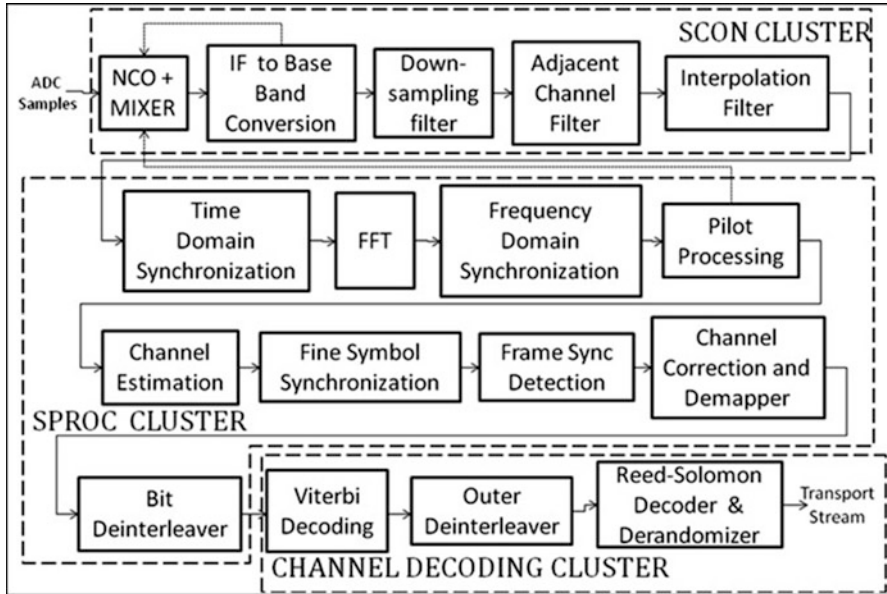 SCON CLUSTER
ADC
Samples
NCO +
MIXER
IF to Base
Band
Conversion
Down-
sampling
filter
Adjacent
Channel
Filter
Interpolation
Filter
Time
Domain
Synchronization
FFT
Frequency
Domain
Synchronization
Pilot
Processing
Channel
Estimation
Fine Symbol
Synchronization
Frame Sync
Detection
Channel
Correction and
Demapper
SPROC CLUSTER
Bit
Deinterleaver
Viterbi
Decoding
Outer
Deinterleaver
Reed-Solomon
Decoder &
Derandomizer
Transport
Stream
CHANNEL DECODING CLUSTER